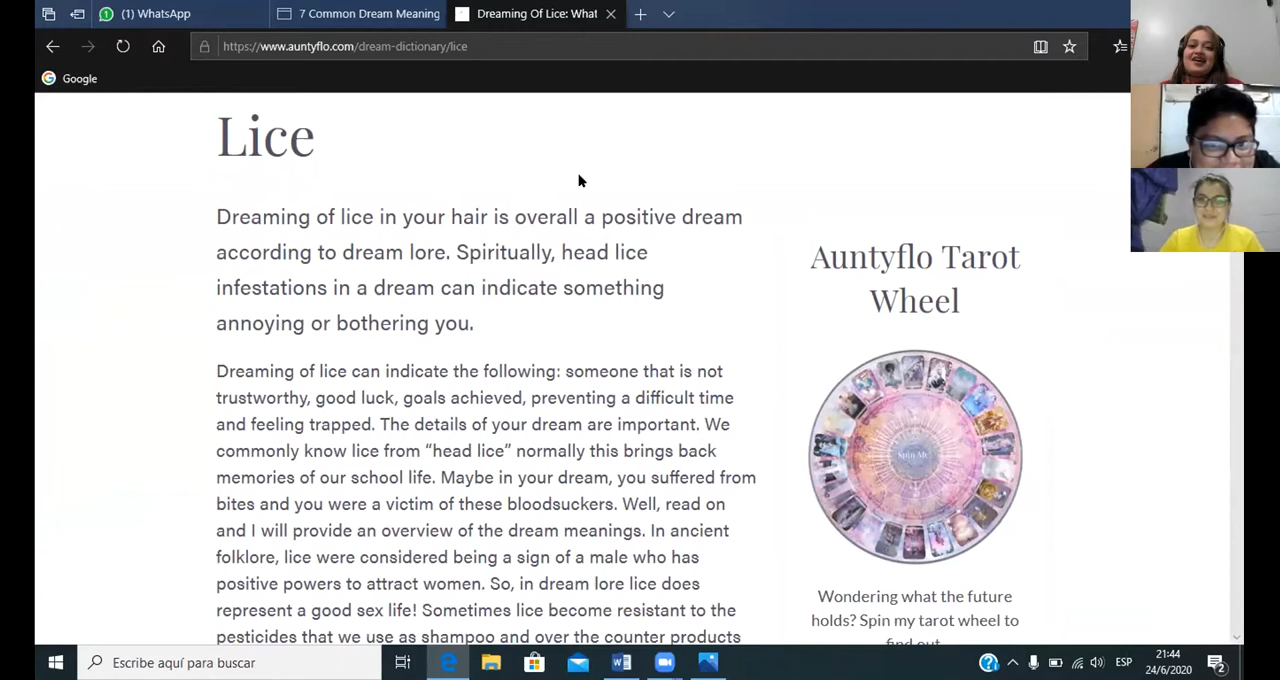 (1) WhatsApp
7 Common Dream Meaning
Dreaming Of Lice: What
https://www.auntyflo.com/dream-dictionary/lice
Google
Lice
Dreaming of lice in your hair is overall a positive dream
according to dream lore. Spiritually, head lice
infestations in a dream can indicate something
annoying or bothering you.
Dreaming of lice can indicate the following: someone that is not
trustworthy, good luck, goals achieved, preventing a difficult time
and feeling trapped. The details of your dream are important. We
commonly know lice from “head lice” normally this brings back
memories of our school life. Maybe in your dream, you suffered from
bites and you were a victim of these bloodsuckers. Well, read on
and I will provide an overview of the dream meanings. In ancient
folklore, lice were considered being a sign of a male who has
positive powers to attract women. So, in dream lore lice does
represent a good sex life! Sometimes lice become resistant to the
pesticides that we use as shampoo and over the counter products
Auntyflo Tarot
Wheel
Spin Me
Wondering what the future
holds? Spin my tarot wheel to
find out
Escribe aquí para buscar
ESP
21:44
24/6/2020
2